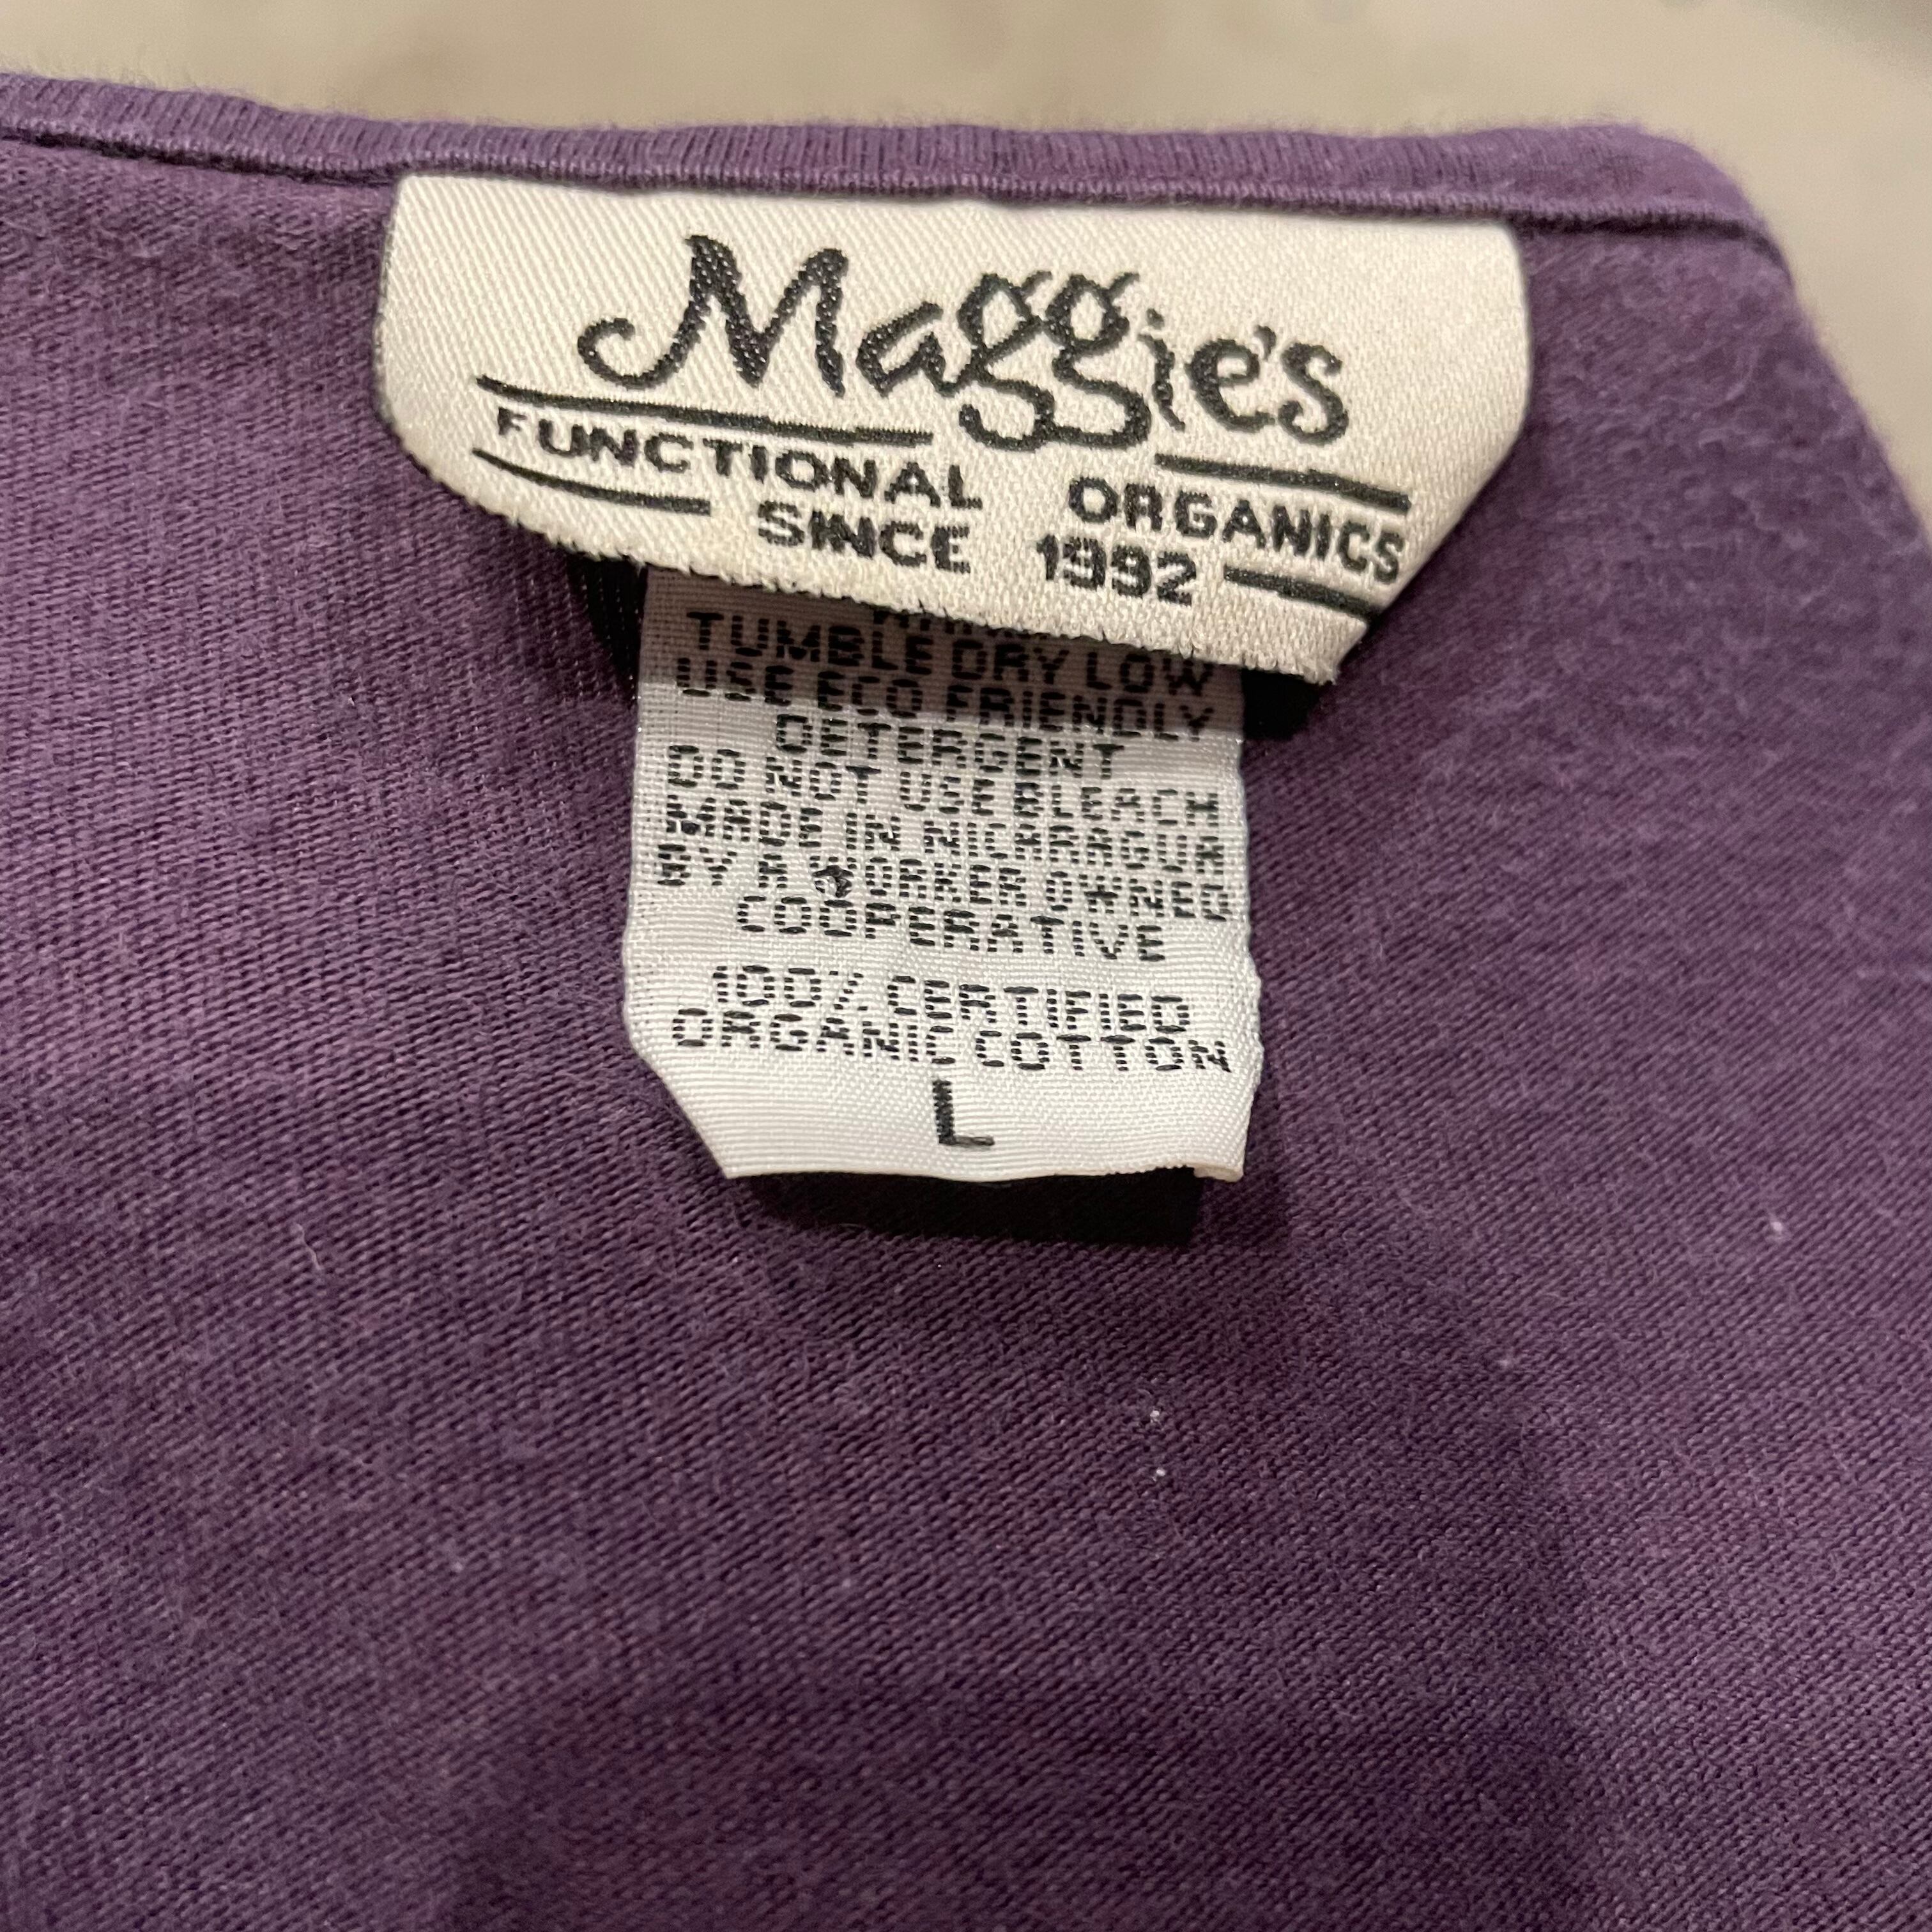 Maggie's
FUNCTIONAL ORGANICS
SINCE 1992
TUMBLE DRY LOW
USE ECO FRIENDLY
DETERGENT
DO NOT USE BLEACH
MADE IN NICARAGUA
BY A WORKER OWNED
COOPERATIVE
100% CERTIFIED
ORGANIC COTTON
L